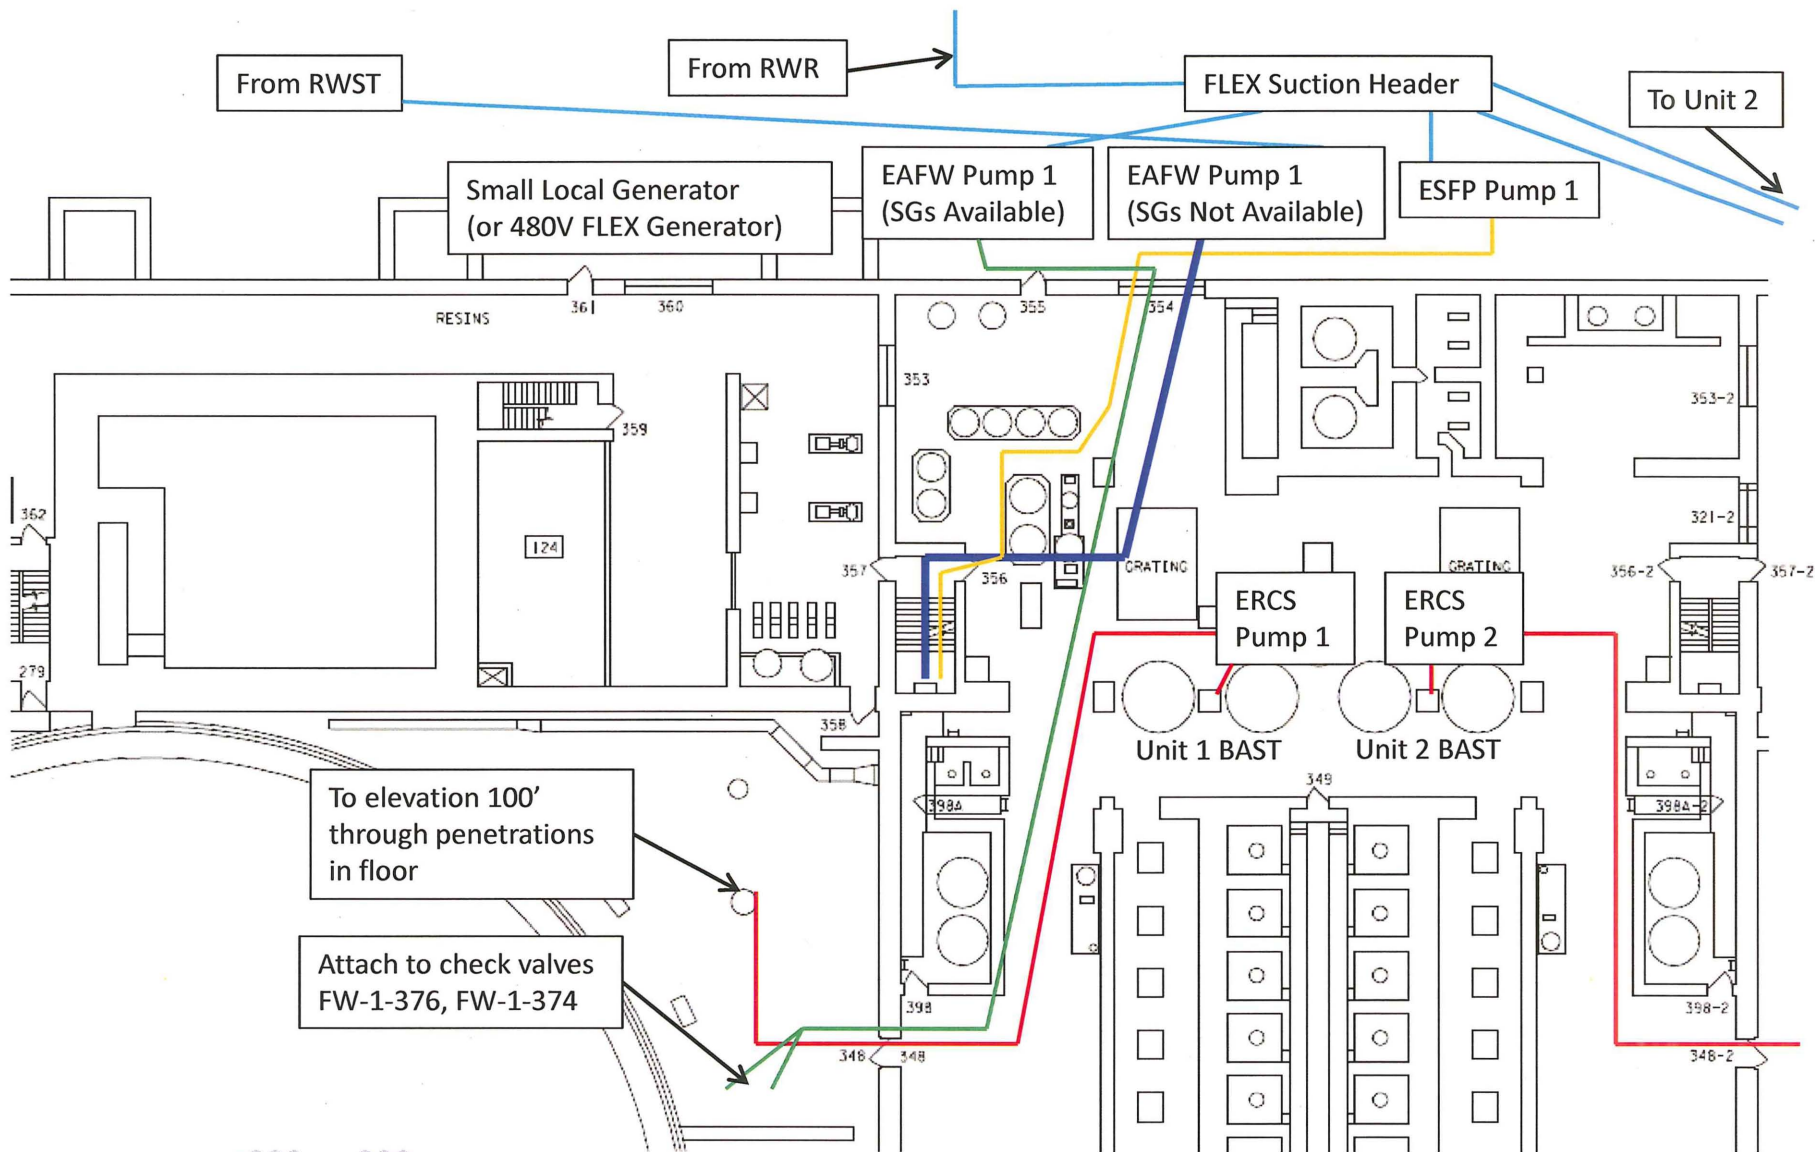 From RWST
From RWR
FLEX Suction Header
To Unit 2
Small Local Generator
(or 480V FLEX Generator)
EAFW Pump 1
(SGs Available)
EAFW Pump 1
(SGs Not Available)
ESFP Pump 1
361
360
355
354
RESINS
353
353-2
359
362
124
321-2
357
356
GRATING
GRATING
356-2
357-2
ERCS
Pump 1
ERCS
Pump 2
279
358
Unit 1 BAST
Unit 2 BAST
349
To elevation 100’
through penetrations
in floor
398A
398A-2
Attach to check valves
FW-1-376, FW-1-374
398
398-2
348
348
348-2